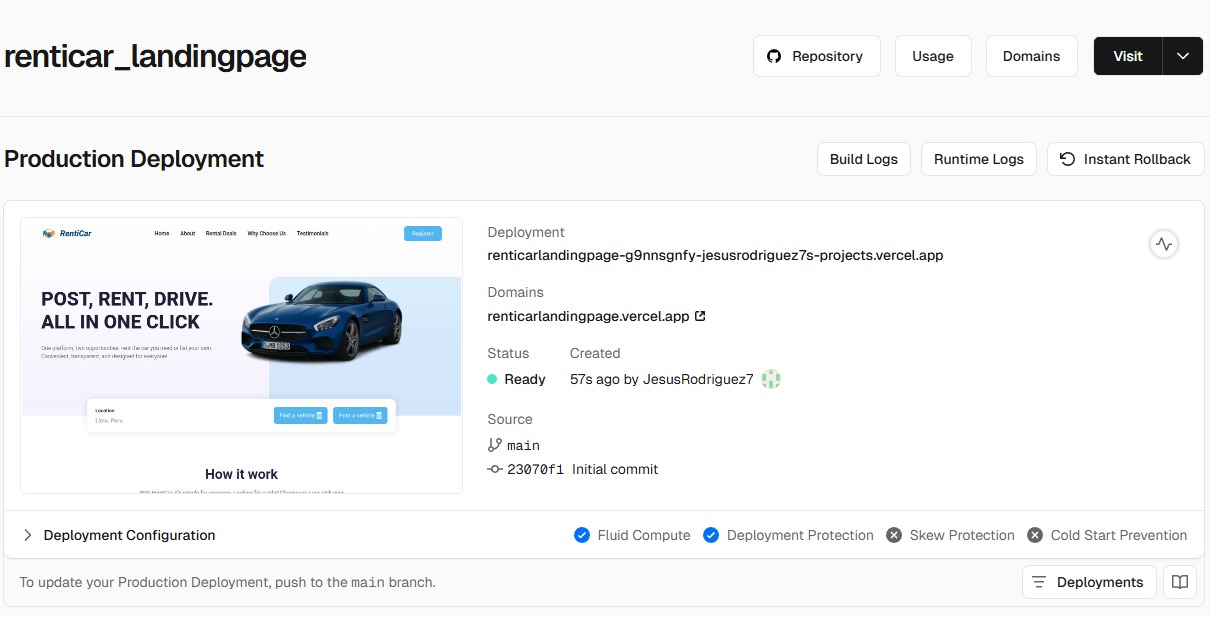 renticar_landingpage
Repository
Usage
Domains
Visit
Production Deployment
Build Logs
Runtime Logs
Instant Rollback
RentiCar
Home
About
Rental Deals
Why Choose Us
Testimonials
Register
POST, RENT, DRIVE.
ALL IN ONE CLICK
One platform, two opportunities: rent the car you need or list your own.
Convenient, transparent, and designed for everyone!
Location
Lima, Peru
Find a vehicle
Post a vehicle
How it work
Deployment
renticarlandingpage-g9nnsgnfy-jesusrodriguez7s-projects.vercel.app
Domains
renticarlandingpage.vercel.app
Status
Created
Ready
57s ago by JesusRodriguez7
Source
main
23070f1 Initial commit
Deployment Configuration
Fluid Compute
Deployment Protection
Skew Protection
Cold Start Prevention
To update your Production Deployment, push to the main branch.
Deployments